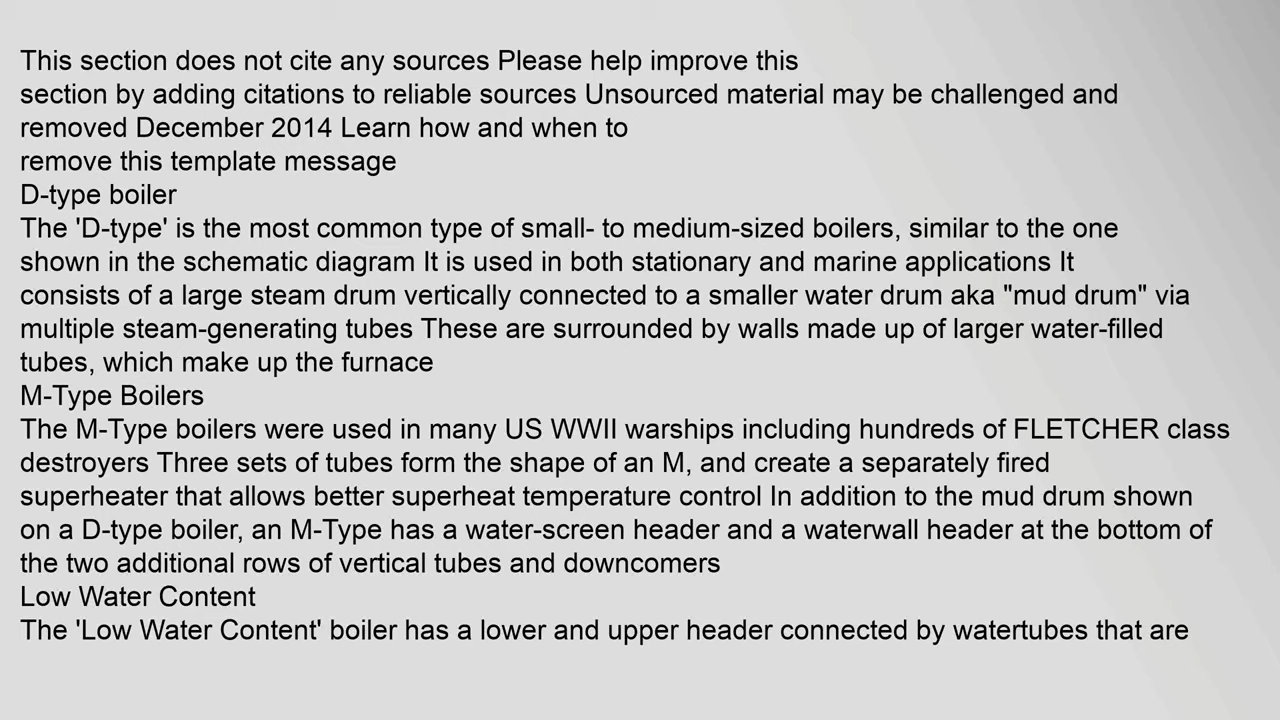 This section does not cite any sources Please help improve this
section by adding citations to reliable sources Unsourced material may be challenged and
removed December 2014 Learn how and when to
remove this template message
D-type boiler
The 'D-type' is the most common type of small- to medium-sized boilers, similar to the one
shown in the schematic diagram It is used in both stationary and marine applications It
consists of a large steam drum vertically connected to a smaller water drum aka "mud drum" via
multiple steam-generating tubes These are surrounded by walls made up of larger water-filled
tubes, which make up the furnace
M-Type Boilers
The M-Type boilers were used in many US WWII warships including hundreds of FLETCHER class
destroyers Three sets of tubes form the shape of an M, and create a separately fired
superheater that allows better superheat temperature control In addition to the mud drum shown
on a D-type boiler, an M-Type has a water-screen header and a waterwall header at the bottom of
the two additional rows of vertical tubes and downcomers
Low Water Content
The 'Low Water Content' boiler has a lower and upper header connected by watertubes that are